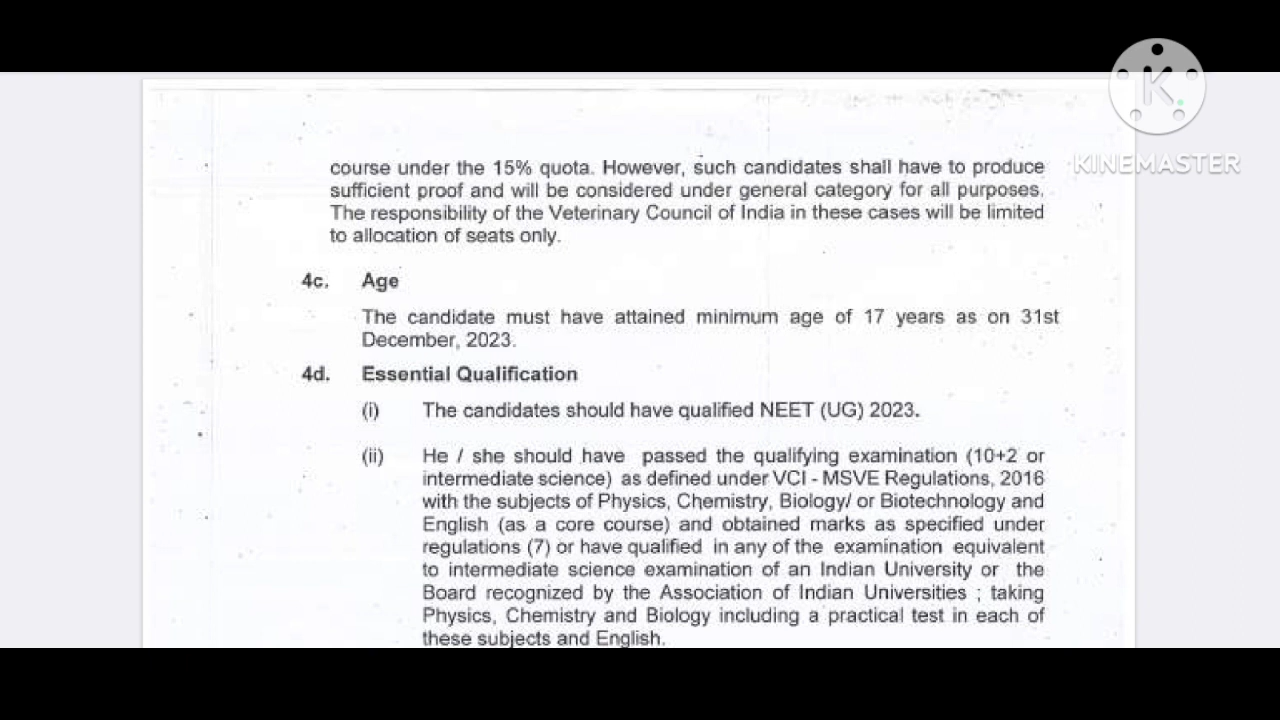 K
KINEMASTER
course under the 15% quota. However, such candidates shall have to produce
sufficient proof and will be considered under general category for all purposes.
The responsibility of the Veterinary Council of India in these cases will be limited
to allocation of seats only.
4c. Age
The candidate must have attained minimum age of 17 years as on 31st
December, 2023.
4d. Essential Qualification
(i) The candidates should have qualified NEET (UG) 2023.
(ii) He / she should have passed the qualifying examination (10+2 or
intermediate science) as defined under VCI - MSVE Regulations, 2016
with the subjects of Physics, Chemistry, Biology/ or Biotechnology and
English (as a core course) and obtained marks as specified under
regulations (7) or have qualified in any of the examination equivalent
to intermediate science examination of an Indian University or the
Board recognized by the Association of Indian Universities ; taking
Physics, Chemistry and Biology including a practical test in each of
these subjects and English.